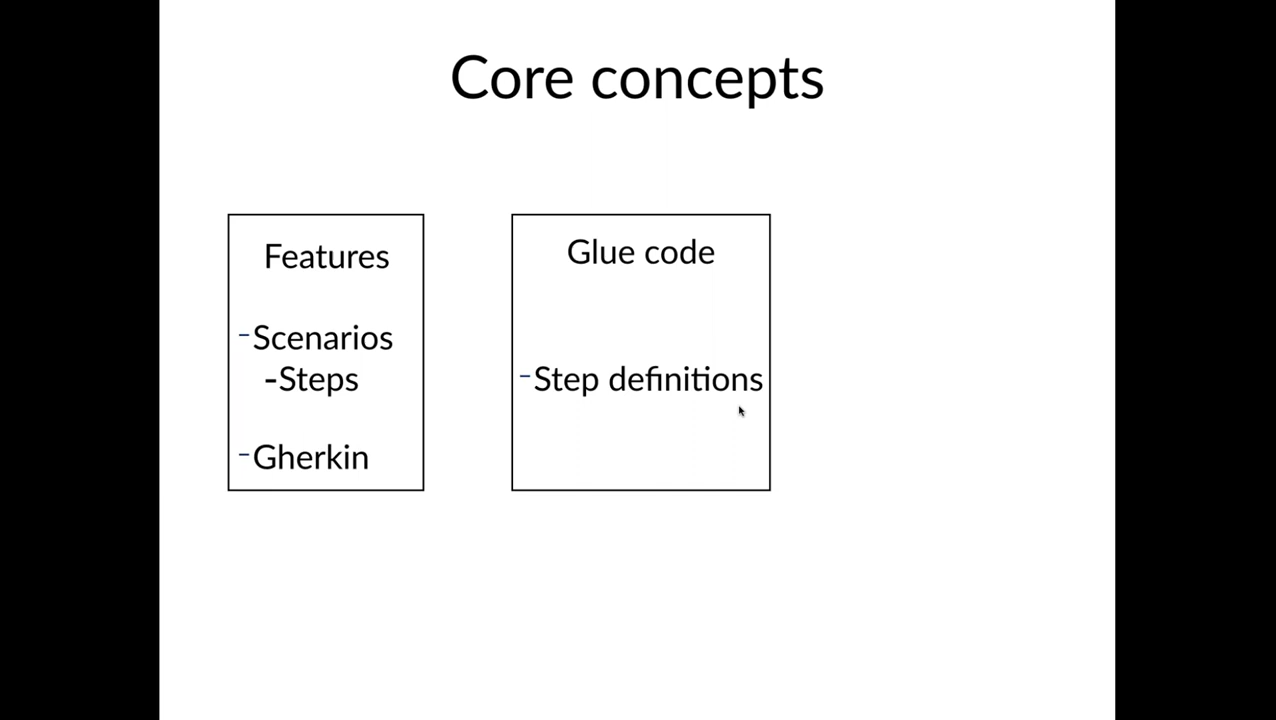 Core concepts
Features
-Scenarios
-Steps
-Gherkin
Glue code
-Step definitions